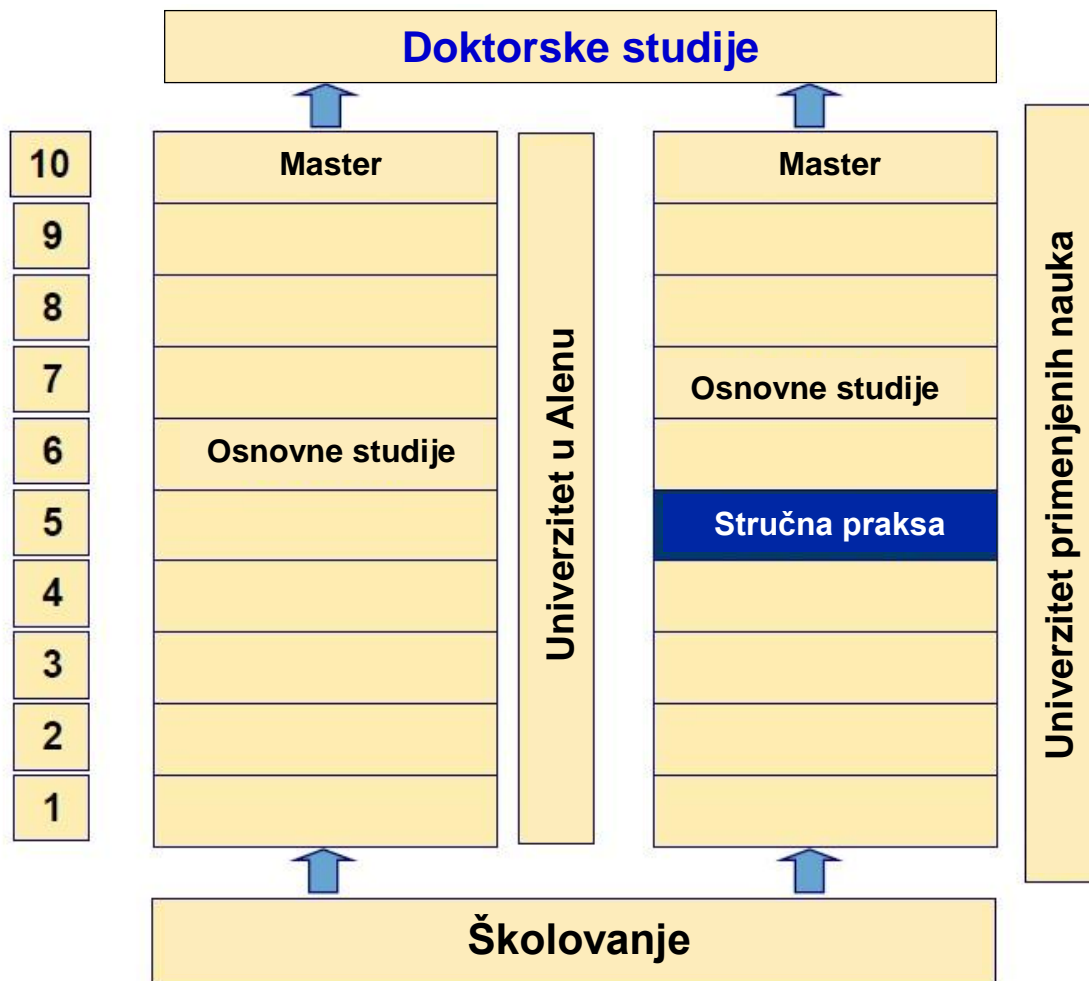 Doktorske studije
10 Master Master
9
8
7 Osnovne studije
6 Osnovne studije
5 Stručna praksa
4
3
2
1
Univerzitet u Alenu
Univerzitet primenjenih nauka
Školovanje